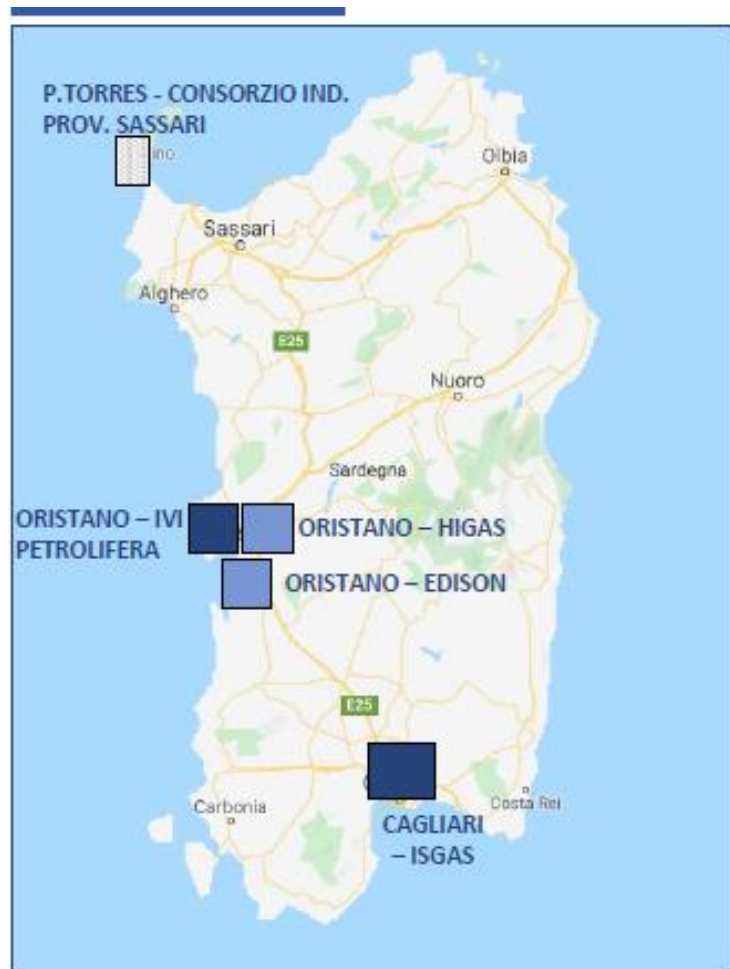 P.TORRES - CONSORZIO IND.
PROV. SASSARI
ino
Olbia
Sassari
Alghero
E25
Nuoro
Sardegna
ORISTANO – IVI
PETROLIFERA
ORISTANO – HIGAS
ORISTANO – EDISON
E25
Carbonia
Costa Rei
CAGLIARI
– ISGAS